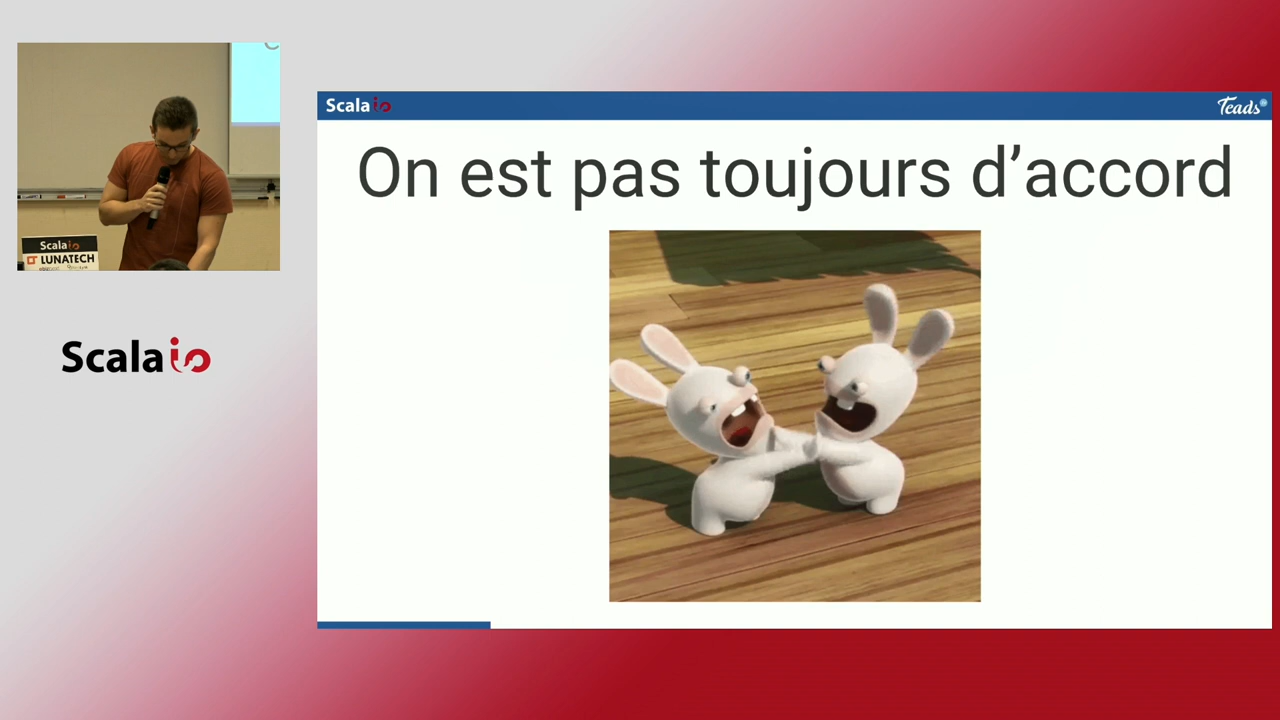 Scala io
LUNATECH
Scala io
Scala io
Teads
On est pas toujours d’accord